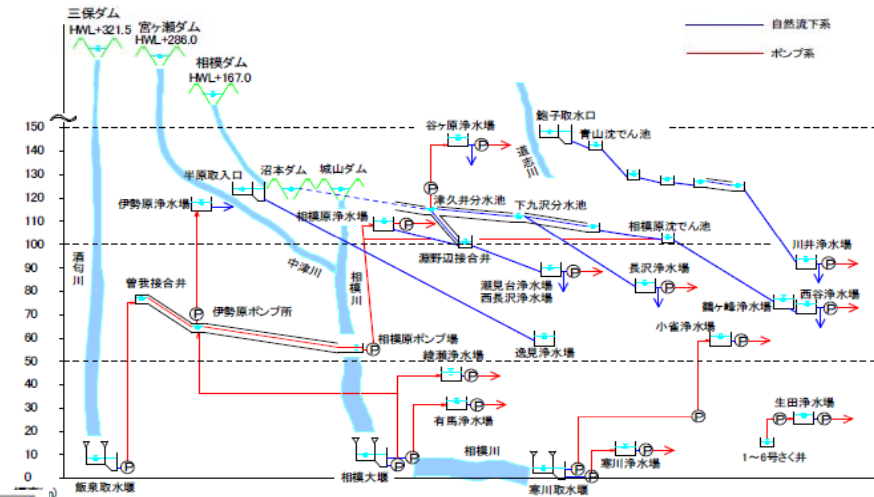 三保ダム
HWL+321.5
宮ヶ瀬ダム
HWL+286.0
相模ダム
HWL+167.0
自然流下系
ポンプ系
150
140
130
120
110
100
90
80
70
60
50
40
30
20
10
0
谷ヶ原浄水場
P
P
道志川
鮑子取水口
青山沈でん池
半原取入口
沼本ダム
城山ダム
伊勢原浄水場
相模原浄水場
P
津久井分水池
下九沢分水池
相模原沈でん池
淵野辺接合井
川井浄水場
P
酒匂川
中津川
相模川
曽我接合井
P
伊勢原ポンプ所
潮見台浄水場
西長沢浄水場
P
長沢浄水場
P
鶴ヶ峰浄水場
西谷浄水場
P
相模原ポンプ場
P
逸見浄水場
小雀浄水場
P
綾瀬浄水場
P
有馬浄水場
P
P
生田浄水場
P
P
1～6号さく井
飯泉取水堰
P
相模大堰
P
P
相模川
寒川取水堰
P
P
寒川浄水場
P